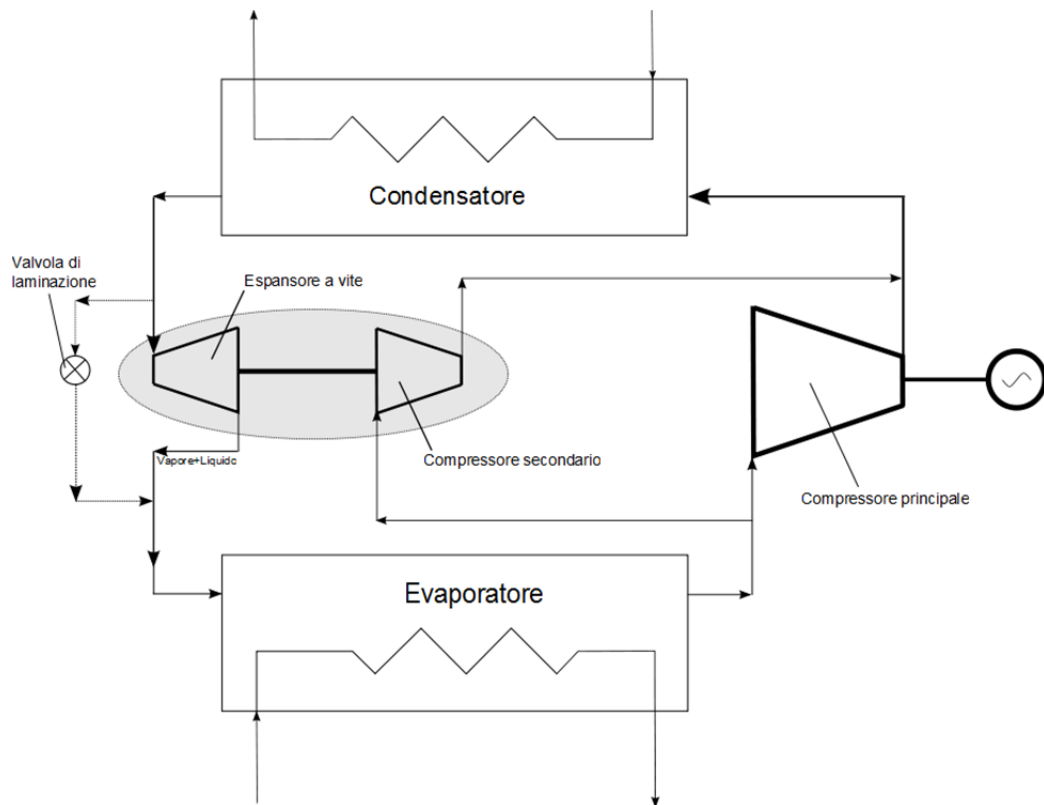 Condensatore
Valvola di
laminazione
Espansore a vite
Vapore+Liquido
Compressore secondario
Compressore principale
Evaporatore